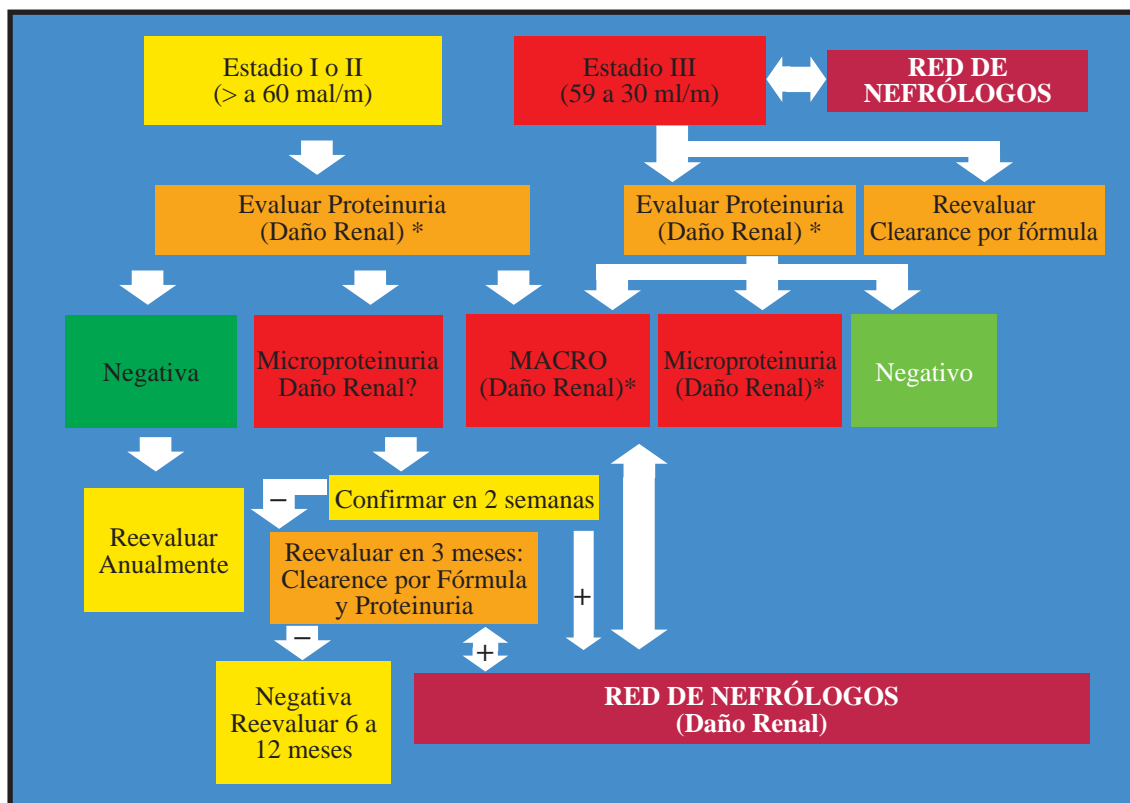 Estadio I o II
(> a 60 mal/m)
Estadio III
(59 a 30 ml/m)
RED DE
NEFRÓLOGOS
Evaluar Proteinuria
(Daño Renal) *
Evaluar Proteinuria
(Daño Renal) *
Reevaluar
Clearance por fórmula
Negativa
Microproteinuria
Daño Renal?
MACRO
(Daño Renal)*
Microproteinuria
(Daño Renal)*
Negativo
Reevaluar
Anualmente
−
Confirmar en 2 semanas
Reevaluar en 3 meses:
Clearence por Fórmula
y Proteinuria
+
−
+
Negativa
Reevaluar 6 a
12 meses
RED DE NEFRÓLOGOS
(Daño Renal)